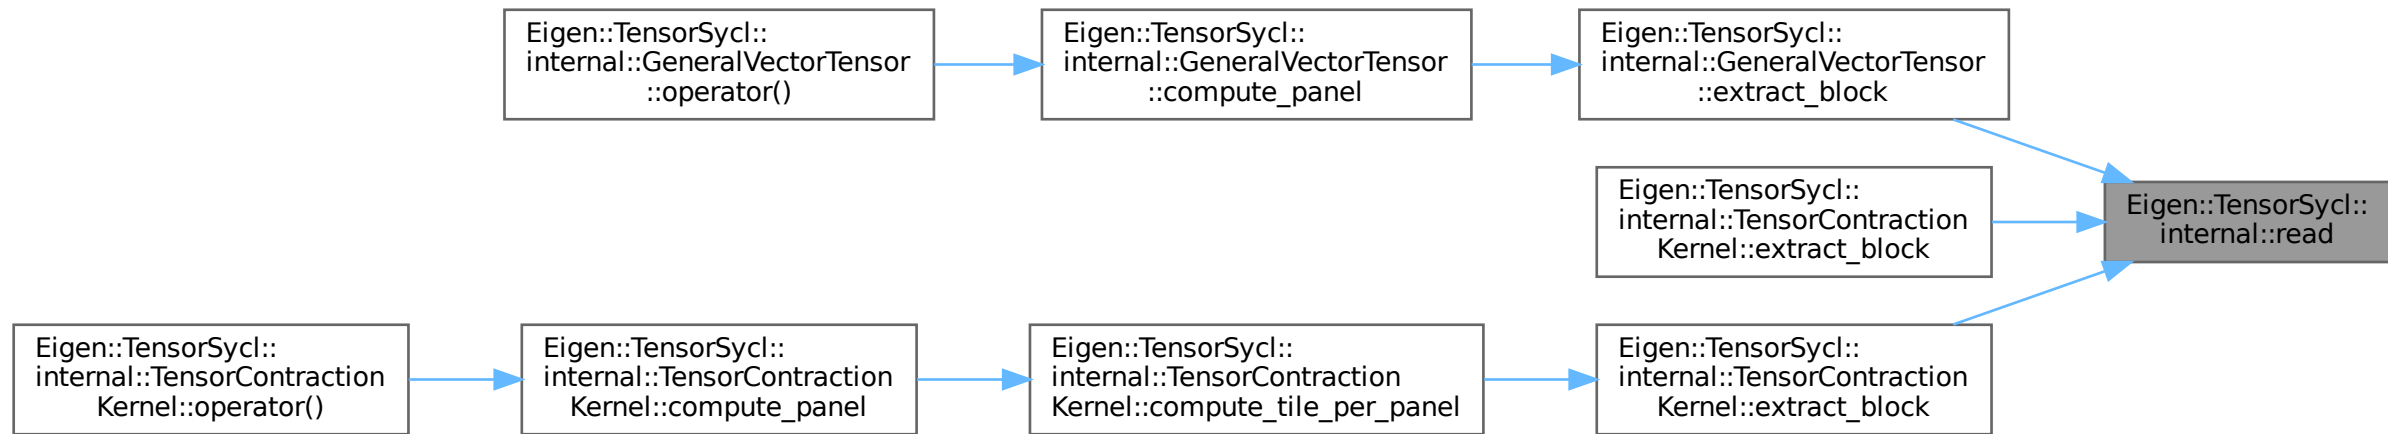 Eigen::TensorSycl::
internal::GeneralVectorTensor
::operator()
Eigen::TensorSycl::
internal::GeneralVectorTensor
::compute_panel
Eigen::TensorSycl::
internal::GeneralVectorTensor
::extract_block
Eigen::TensorSycl::
internal::TensorContraction
Kernel::extract_block
Eigen::TensorSycl::
internal::read
Eigen::TensorSycl::
internal::TensorContraction
Kernel::operator()
Eigen::TensorSycl::
internal::TensorContraction
Kernel::compute_panel
Eigen::TensorSycl::
internal::TensorContraction
Kernel::compute_tile_per_panel
Eigen::TensorSycl::
internal::TensorContraction
Kernel::extract_block